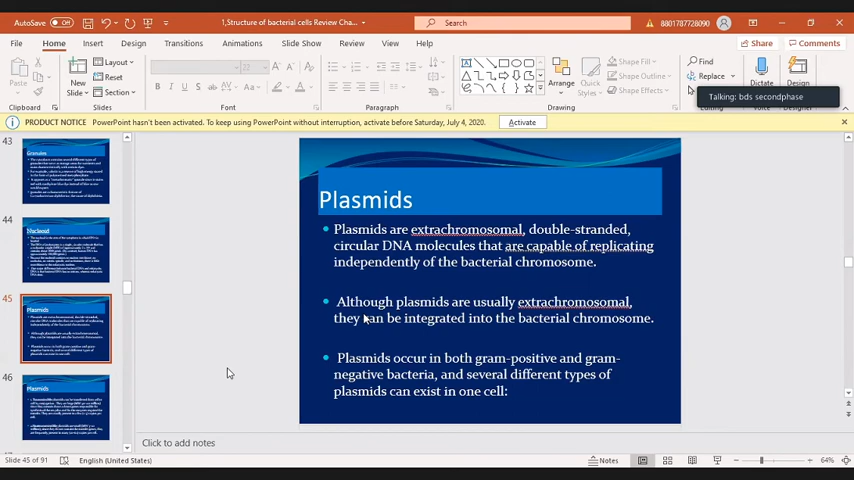 AutoSave Off 1,Structure of bacterial cells Review Cha... Search 8801787728090
File Home Insert Design Transitions Animations Slide Show Review View Help Share Comments
Paste New Slides Layout Reset Section 22 Arrange Shape Fill Shape Outline Shape Effects Find Replace Dictate Design
Talking: bds secondphase
Clipboard Slides Font Paragraph Drawing
PRODUCT NOTICE PowerPoint hasn't been activated. To keep using PowerPoint without interruption, activate before Saturday, July 4, 2020. Activate
43
Granules
44
Nucleoid
45
Plasmids
46
Plasmids
Plasmids
Plasmids are extrachromosomal, double-stranded,
circular DNA molecules that are capable of replicating
independently of the bacterial chromosome.
Although plasmids are usually extrachromosomal,
they can be integrated into the bacterial chromosome.
Plasmids occur in both gram-positive and gram-
negative bacteria, and several different types of
plasmids can exist in one cell:
Click to add notes
Slide 45 of 91 English (United States) Notes 64%